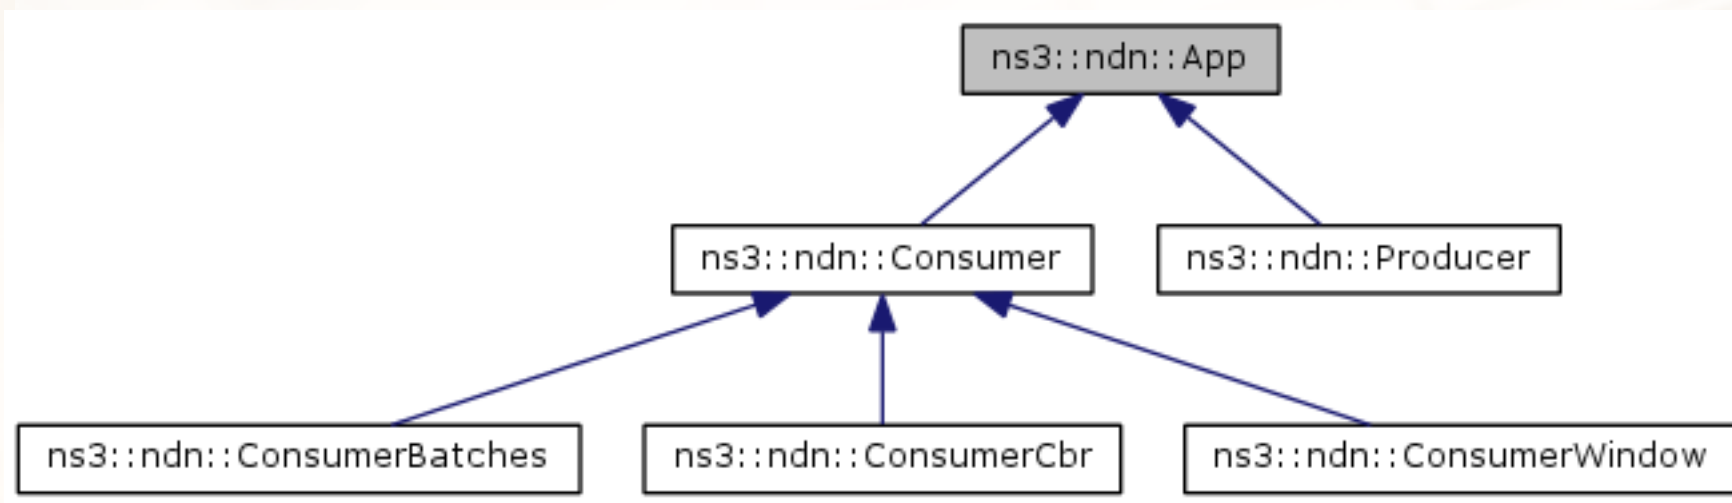 ns3::ndn::App
ns3::ndn::Consumer
ns3::ndn::Producer
ns3::ndn::ConsumerBatches
ns3::ndn::ConsumerCbr
ns3::ndn::ConsumerWindow